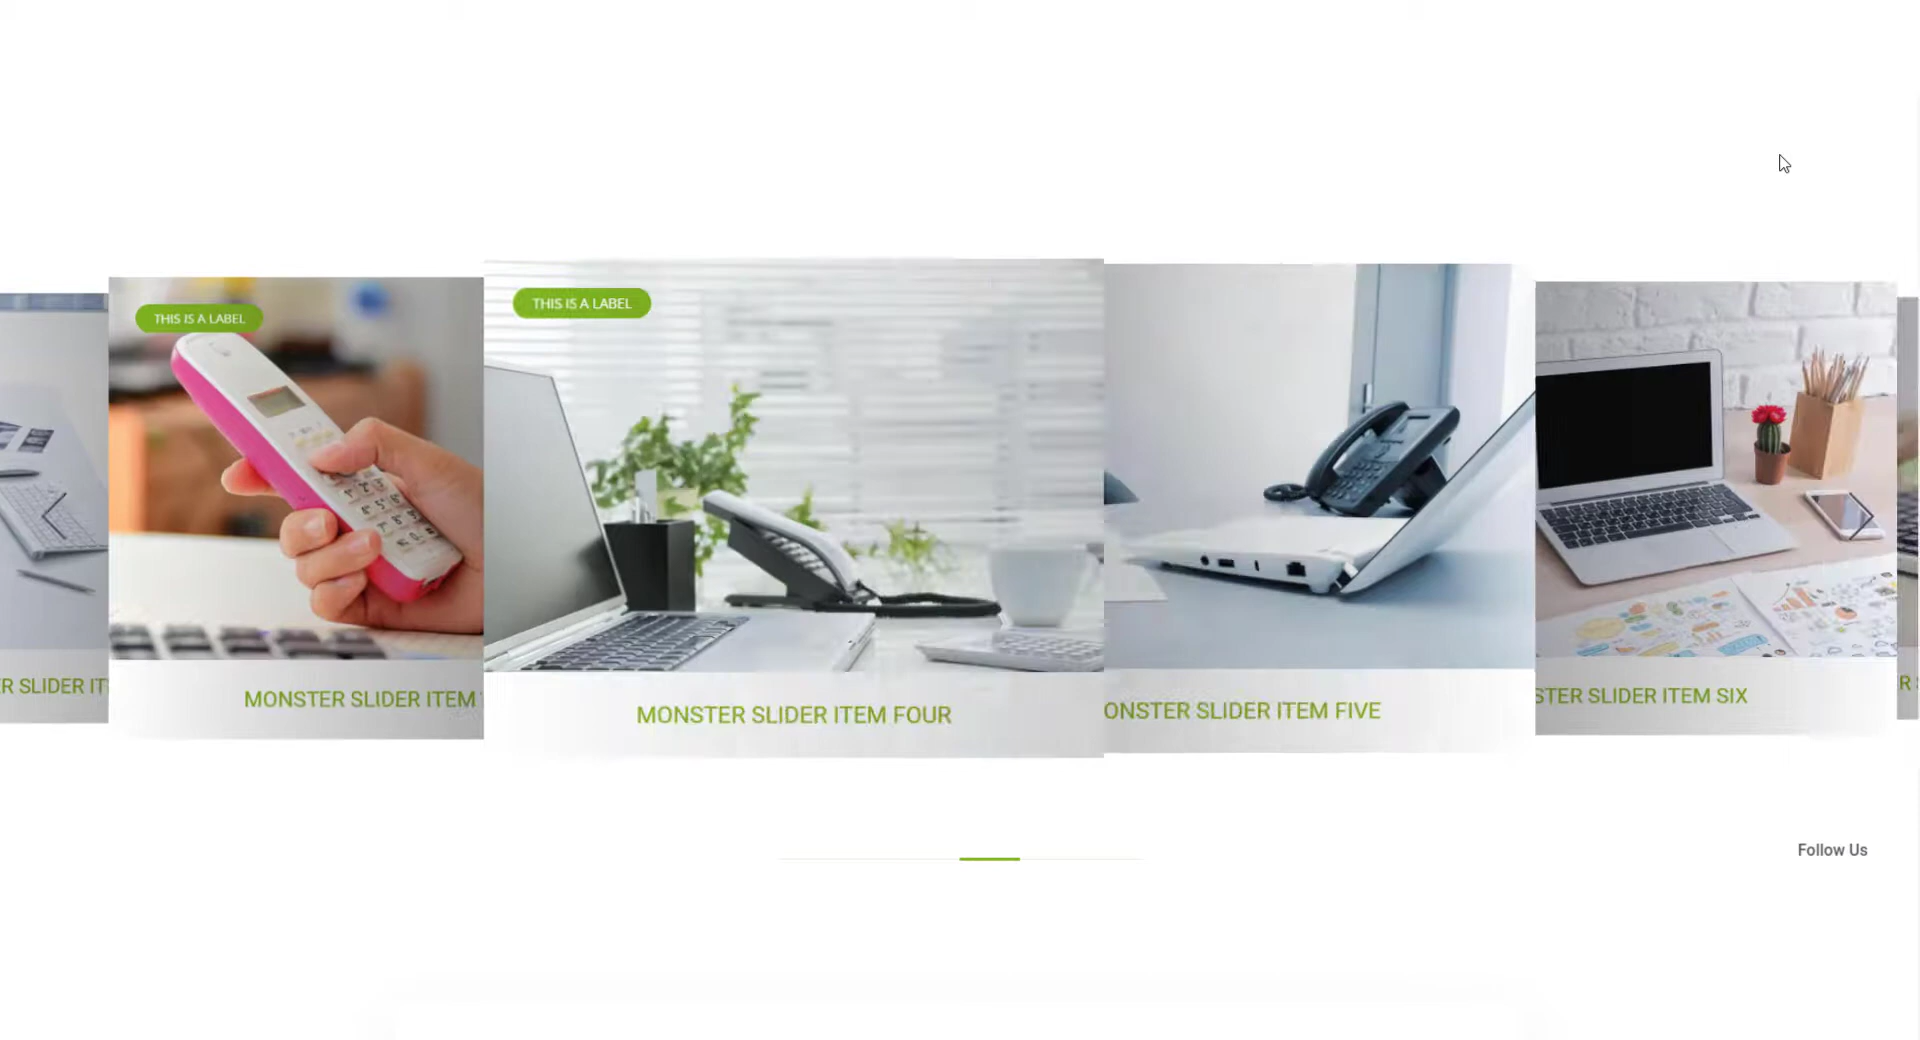 THIS IS A LABEL
THIS IS A LABEL
R SLIDER IT
MONSTER SLIDER ITEM
MONSTER SLIDER ITEM FOUR
ONSTER SLIDER ITEM FIVE
STER SLIDER ITEM SIX
R S
Follow Us